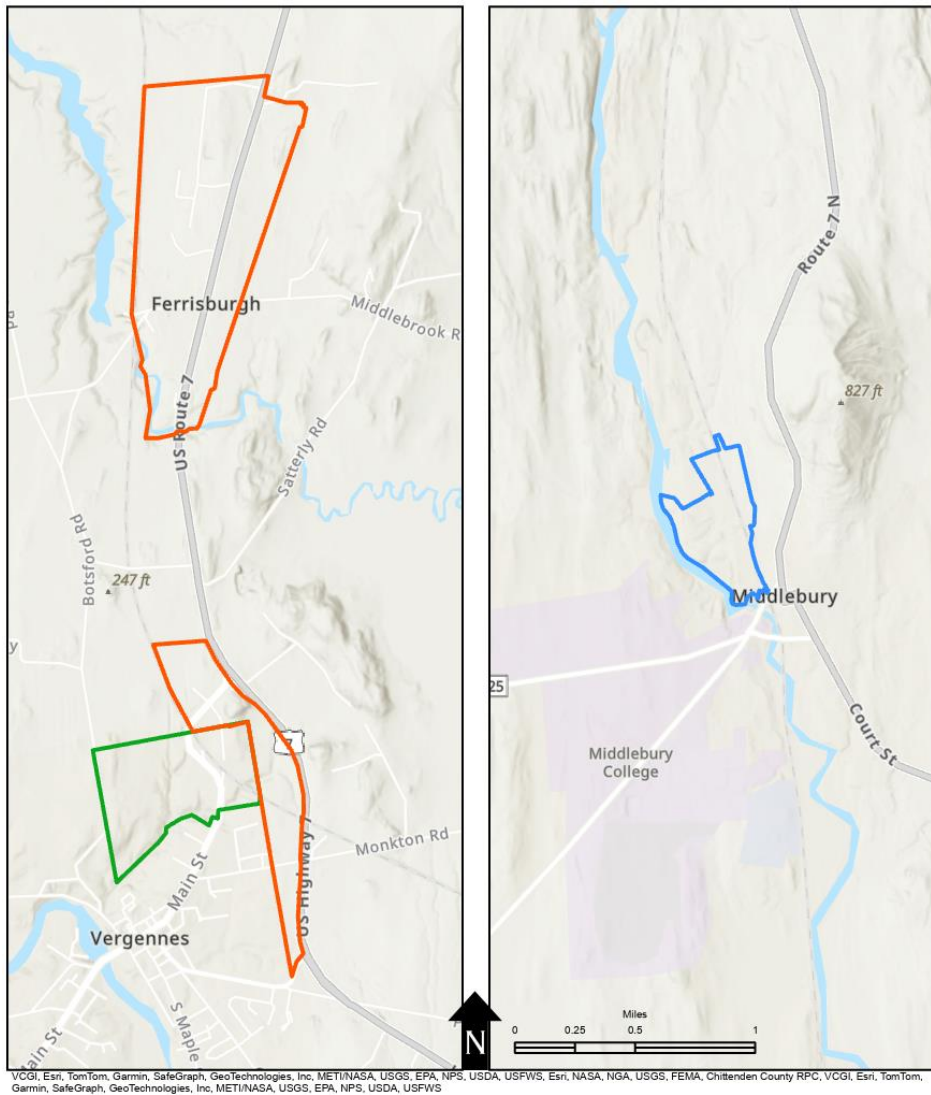 Ferrisburgh
Middlebrook R
US Route 7
Satterly Rd
Botsford Rd
247 ft
7
Monkton Rd
Main St
US Highway 7
Vergennes
S Maple
Main St
Route 7 N
827 ft
Middlebury
25
Middlebury
College
Court St
Miles
0 0.25 0.5 1
N
VCGI, Esri, TomTom, Garmin, SafeGraph, GeoTechnologies, Inc, METI/NASA, USGS, EPA, NPS, USDA, USFWS, Esri, NASA, NGA, USGS, FEMA, Chittenden County RPC, VCGI, Esri, TomTom,
Garmin, SafeGraph, GeoTechnologies, Inc, METI/NASA, USGS, EPA, NPS, USDA, USFWS